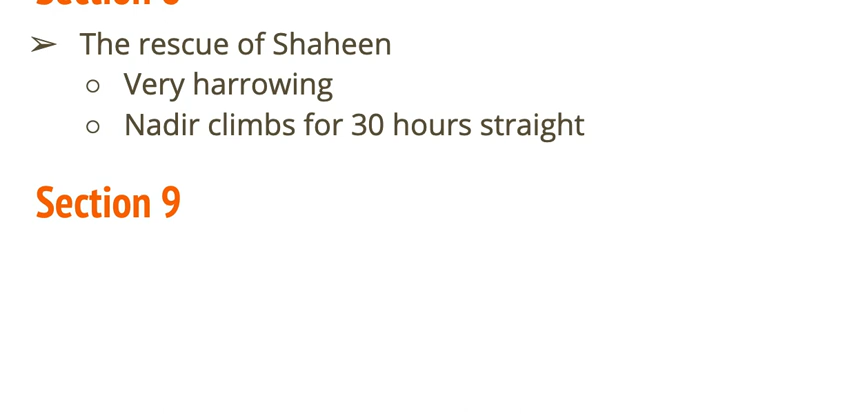 The rescue of Shaheen
Very harrowing
Nadir climbs for 30 hours straight
Section 9